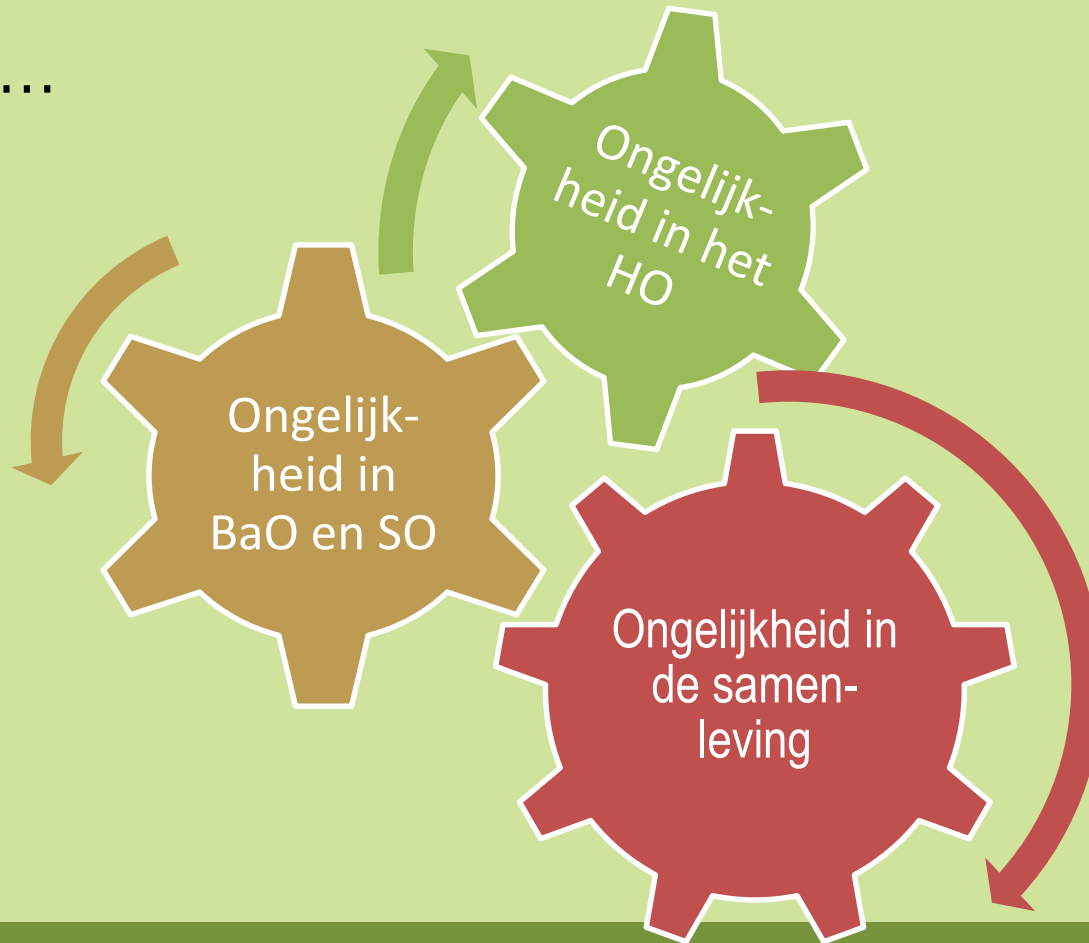 ...
Ongelijk-
heid in het
HO
Ongelijk-
heid in
BaO en SO
Ongelijkheid in
de samen-
leving